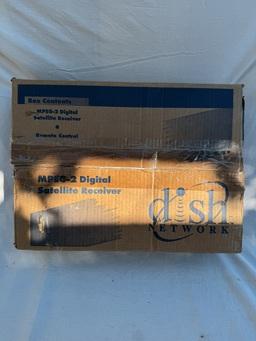 Box Contents
MPEG-2 Digital
Satellite Receiver
Remote Control
MPEG-2 Digital
Satellite Receiver
dish
NETWORK